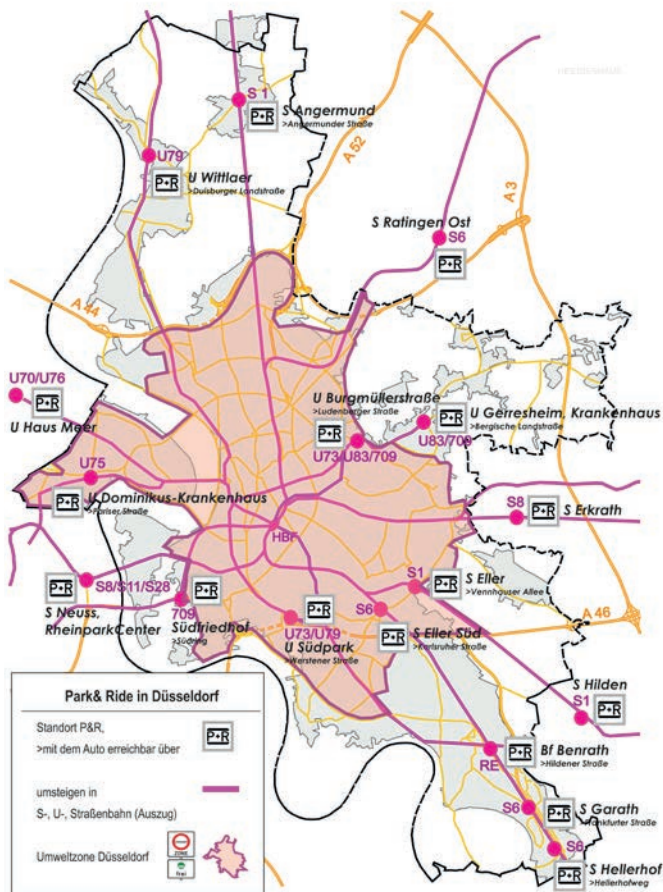 S 1
P+R
S Angermund
>Angermunder Straße
A 52
A 3
U79
P+R
U Wittlaer
>Duisburger Landstraße
S Ratingen Ost
S6
P+R
A 44
U70/U76
P+R
U Haus Meer
U Burgmüllerstraße
>Ludenberger Straße
P+R
U73/U83/709
P+R
U Gerresheim, Krankenhaus
>Bergische Landstraße
U83/709
U75
P+R
U Dominikus-Krankenhaus
>Pariser Straße
S8
P+R
S Erkrath
HBF
P+R
S8/S11/S28
S Neuss,
RheinparkCenter
P+R
709
Südfriedhof
>Südring
S1
P+R
S Eller
>Vennhauser Allee
A 46
P+R
U73/U79
U Südpark
>Werstener Straße
S6
P+R
S Eller Süd
>Karlsruher Straße
S Hilden
S1
P+R
RE
P+R
Bf Benrath
>Hildener Straße
S6
P+R
S Garath
>Frankfurter Straße
S6
P+R
S Hellerhof
>Hellerhofweg
Park& Ride in Düsseldorf
Standort P&R,
>mit dem Auto erreichbar über
P+R
umsteigen in
S-, U-, Straßenbahn (Auszug)
Umweltzone Düsseldorf
ZONE
frei